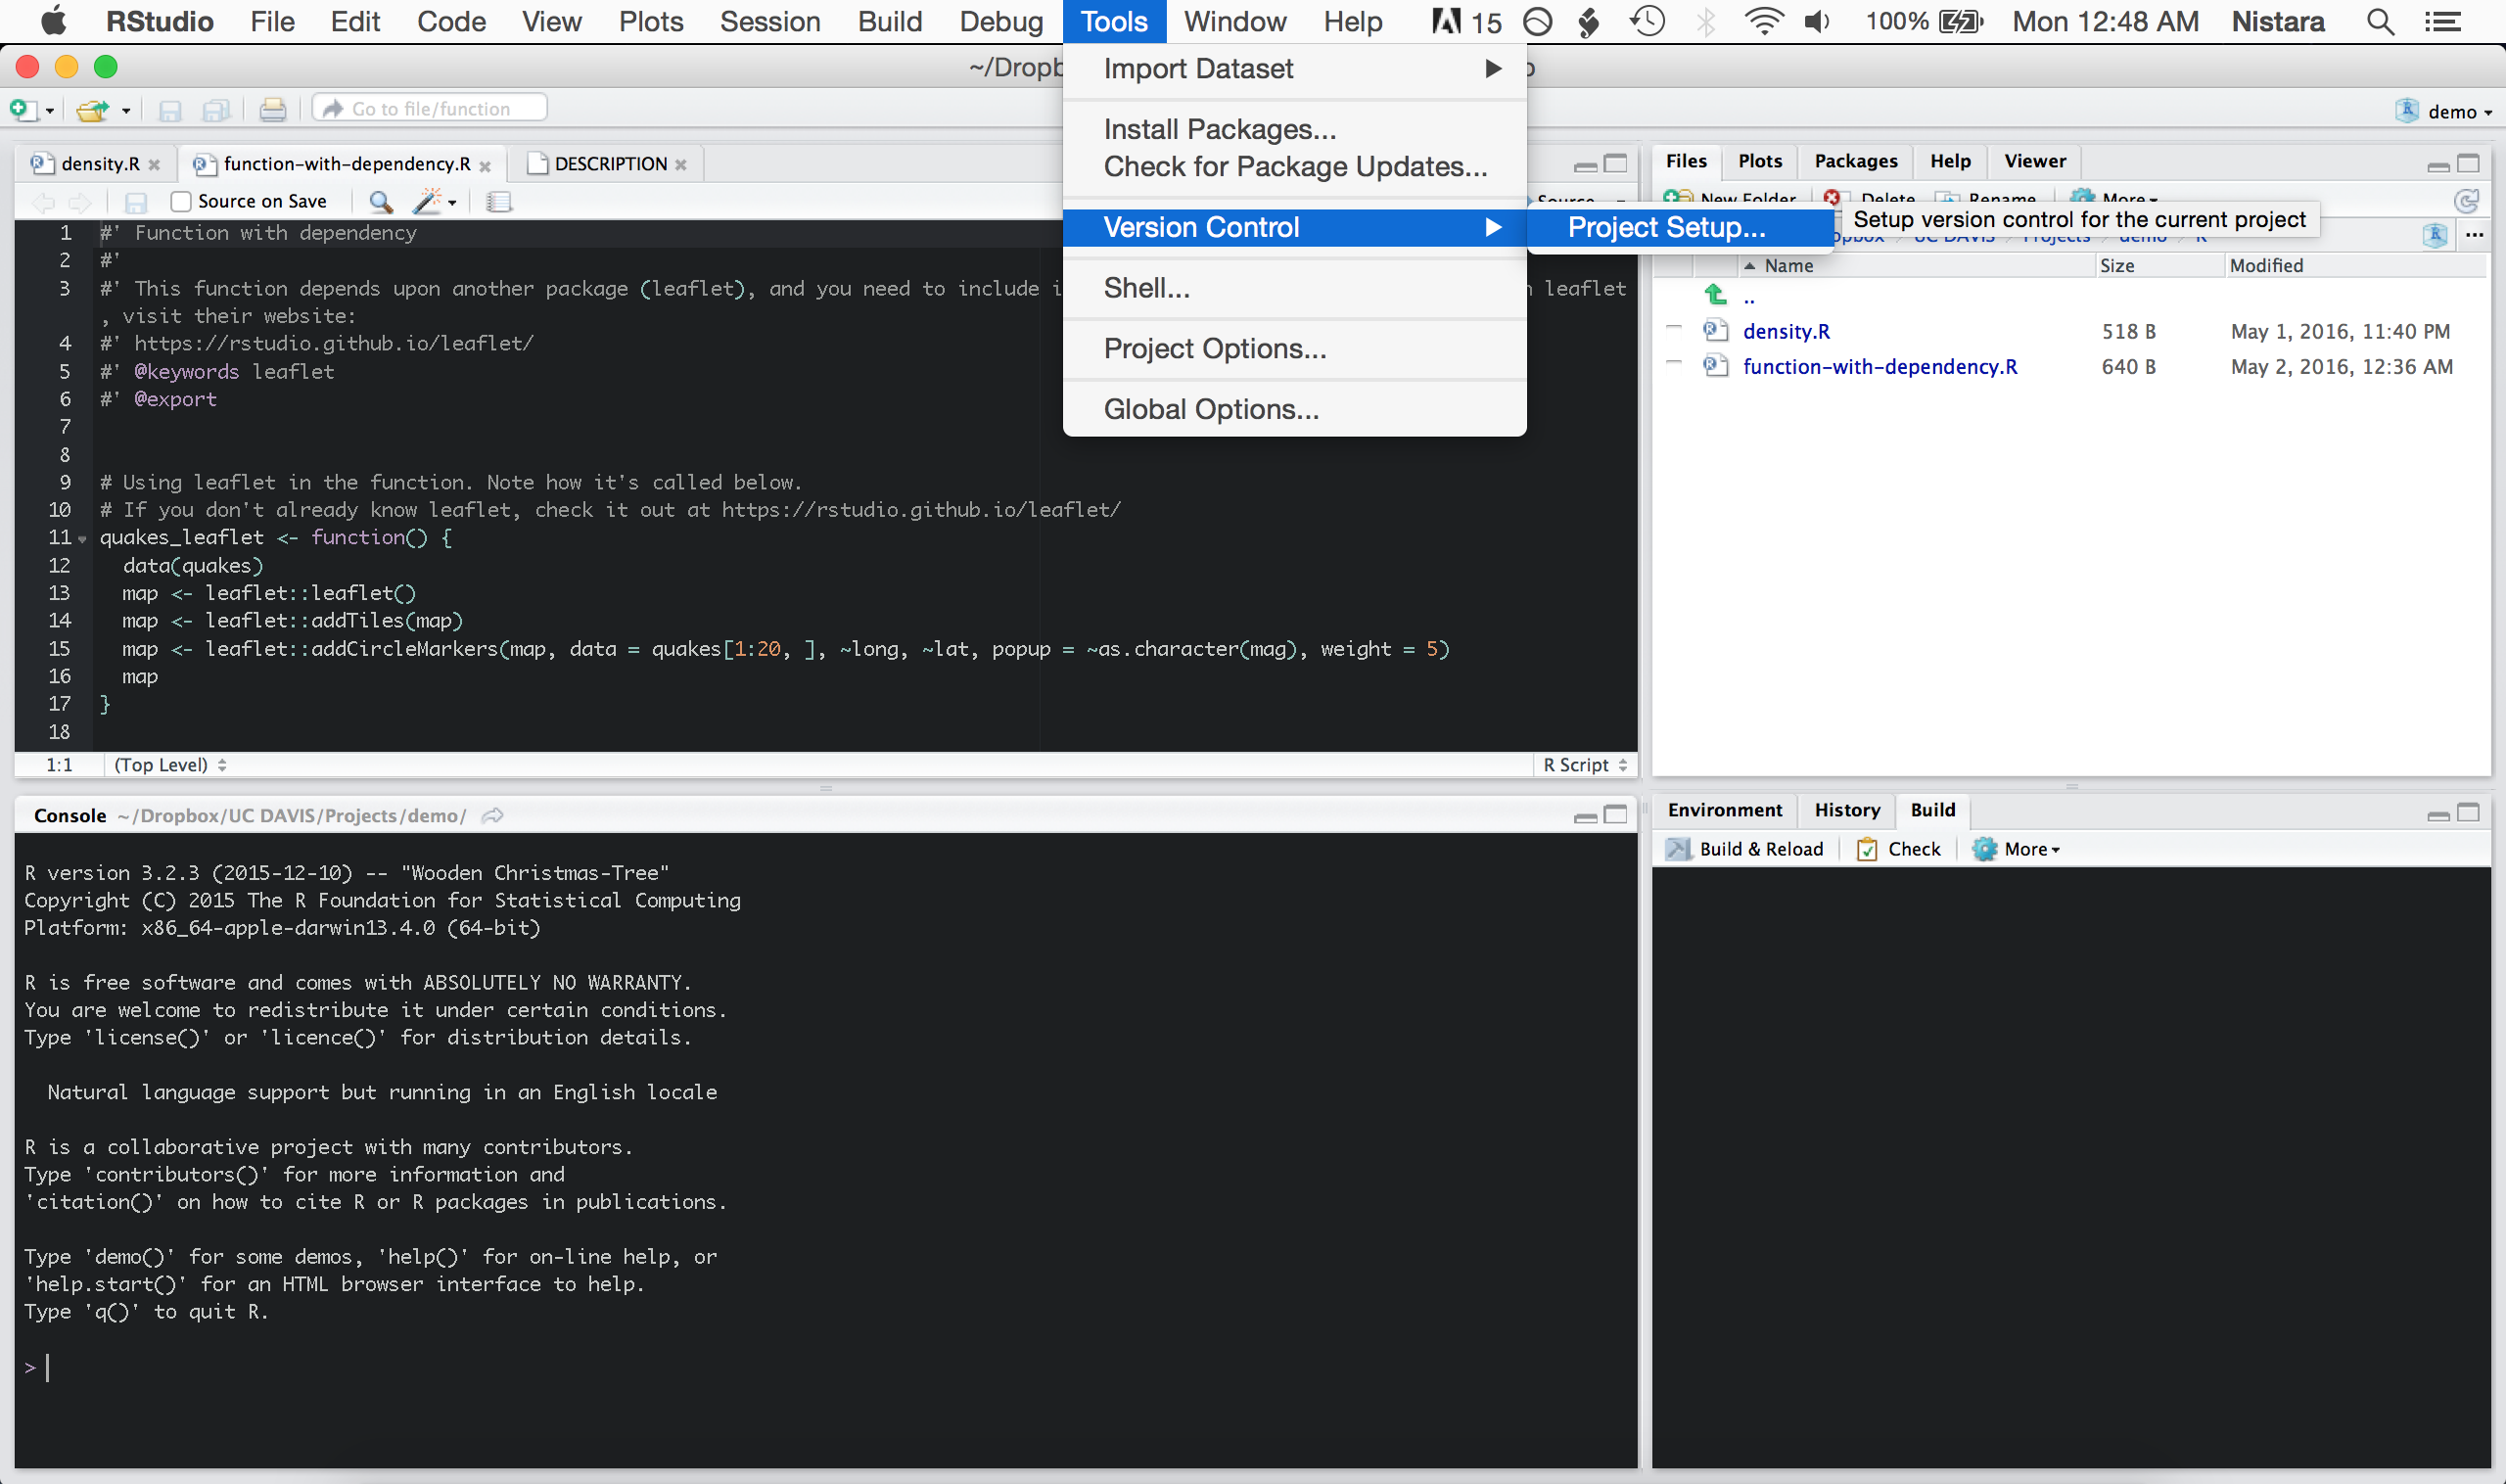 RStudio File Edit Code View Plots Session Build Debug Tools Window Help 15 100% Mon 12:48 AM Nistara
~/Dropb
Import Dataset
Install Packages...
Check for Package Updates...
Version Control
Project Setup...
Setup version control for the current project
Shell...
Project Options...
Global Options...
Go to file/function
demo
density.R function-with-dependency.R DESCRIPTION
Source on Save
1 #' Function with dependency
2 #'
3 #' This function depends upon another package (leaflet), and you need to include i
leaflet
, visit their website:
4 #' https://rstudio.github.io/leaflet/
5 #' @keywords leaflet
6 #' @export
7
8
9 # Using leaflet in the function. Note how it's called below.
10 # If you don't already know leaflet, check it out at https://rstudio.github.io/leaflet/
11 quakes_leaflet <- function() {
12 data(quakes)
13 map <- leaflet::leaflet()
14 map <- leaflet::addTiles(map)
15 map <- leaflet::addCircleMarkers(map, data = quakes[1:20, ], ~long, ~lat, popup = ~as.character(mag), weight = 5)
16 map
17 }
18
1:1 (Top Level) R Script
Files Plots Packages Help Viewer
New Folder Delete Rename More
Name Size Modified
..
density.R 518 B May 1, 2016, 11:40 PM
function-with-dependency.R 640 B May 2, 2016, 12:36 AM
Console ~/Dropbox/UC DAVIS/Projects/demo/
R version 3.2.3 (2015-12-10) -- "Wooden Christmas-Tree"
Copyright (C) 2015 The R Foundation for Statistical Computing
Platform: x86_64-apple-darwin13.4.0 (64-bit)
R is free software and comes with ABSOLUTELY NO WARRANTY.
You are welcome to redistribute it under certain conditions.
Type 'license()' or 'licence()' for distribution details.
Natural language support but running in an English locale
R is a collaborative project with many contributors.
Type 'contributors()' for more information and
'citation()' on how to cite R or R packages in publications.
Type 'demo()' for some demos, 'help()' for on-line help, or
'help.start()' for an HTML browser interface to help.
Type 'q()' to quit R.
>
Environment History Build
Build & Reload Check More